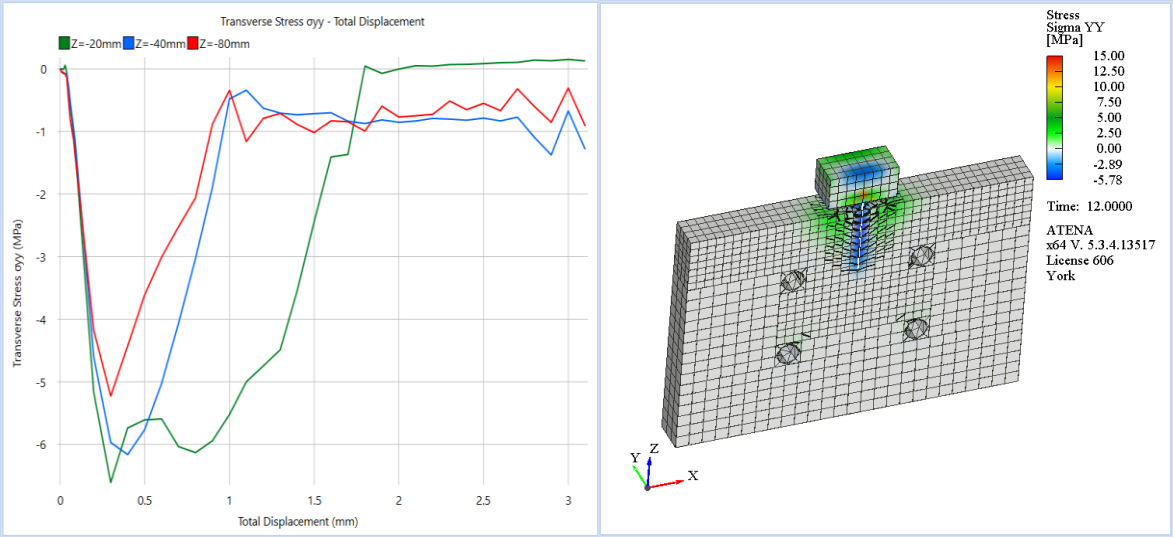 Transverse Stress σyy - Total Displacement
Z=-20mm Z=-40mm Z=-80mm
Transverse Stress σyy (MPa)
0
-1
-2
-3
-4
-5
-6
0 0.5 1 1.5 2 2.5 3
Total Displacement (mm)
Stress
Sigma YY
[MPa]
15.00
12.50
10.00
7.50
5.00
2.50
0.00
-2.89
-5.78
Time: 12.0000
ATENA
x64 V. 5.3.4.13517
License 606
York
Z
Y
X